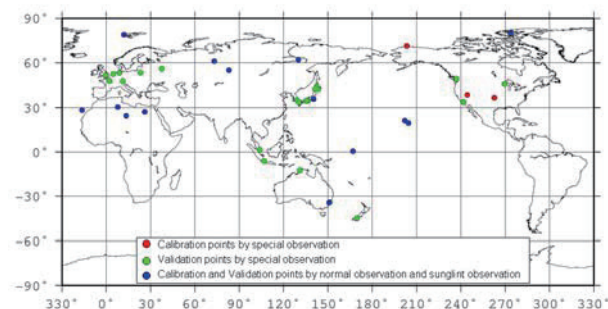 90°
60°
30°
0°
−30°
−60°
−90°
Calibration points by special observation
Validation points by special observation
Calibration and Validation points by normal observation and sunglint observation
330° 0° 30° 60° 90° 120° 150° 180° 210° 240° 270° 300° 330°